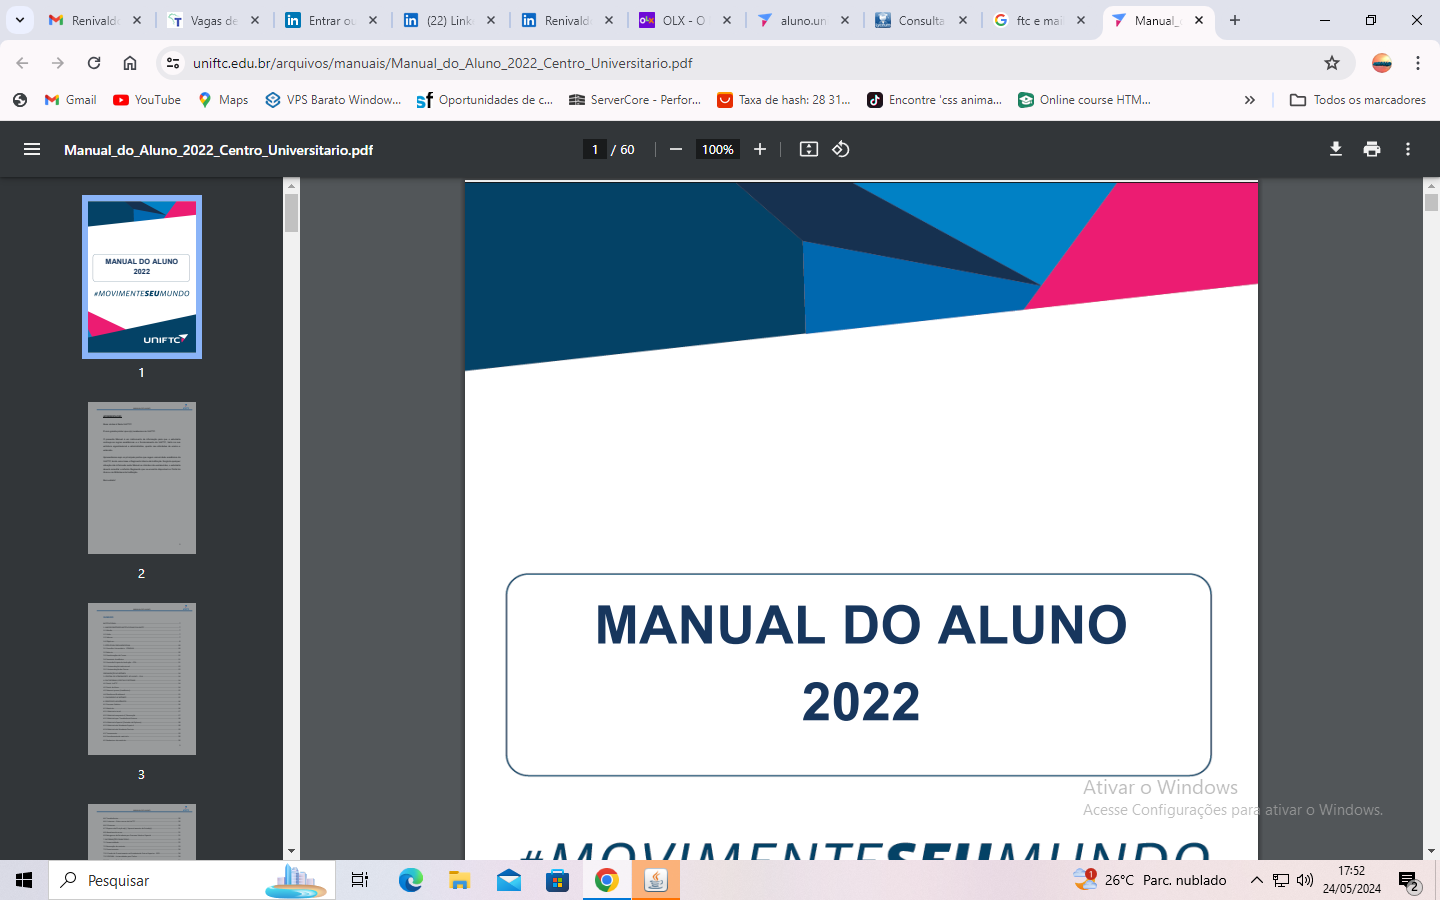 Renivald
Vagas de
Entrar ou
(22) Link
Renivald
OLX - O
aluno.un
Consulta
ftc e mai
Manual_
uniftc.edu.br/arquivos/manuais/Manual_do_Aluno_2022_Centro_Universitario.pdf
Gmail
YouTube
Maps
VPS Barato Window...
Oportunidades de c...
ServerCore - Perfor...
Taxa de hash: 28 31...
Encontre 'css anima...
Online course HTM...
Todos os marcadores
Manual_do_Aluno_2022_Centro_Universitario.pdf
1 / 60
100%
MANUAL DO ALUNO
2022
#MOVIMENTESEUMUNDO
UNIFTC
1
2
3
MANUAL DO ALUNO
2022
#MOVIMENTESEUMUNDO
Ativar o Windows
Acesse Configurações para ativar o Windows.
Pesquisar
1
26°C Parc. nublado
17:52
24/05/2024
2